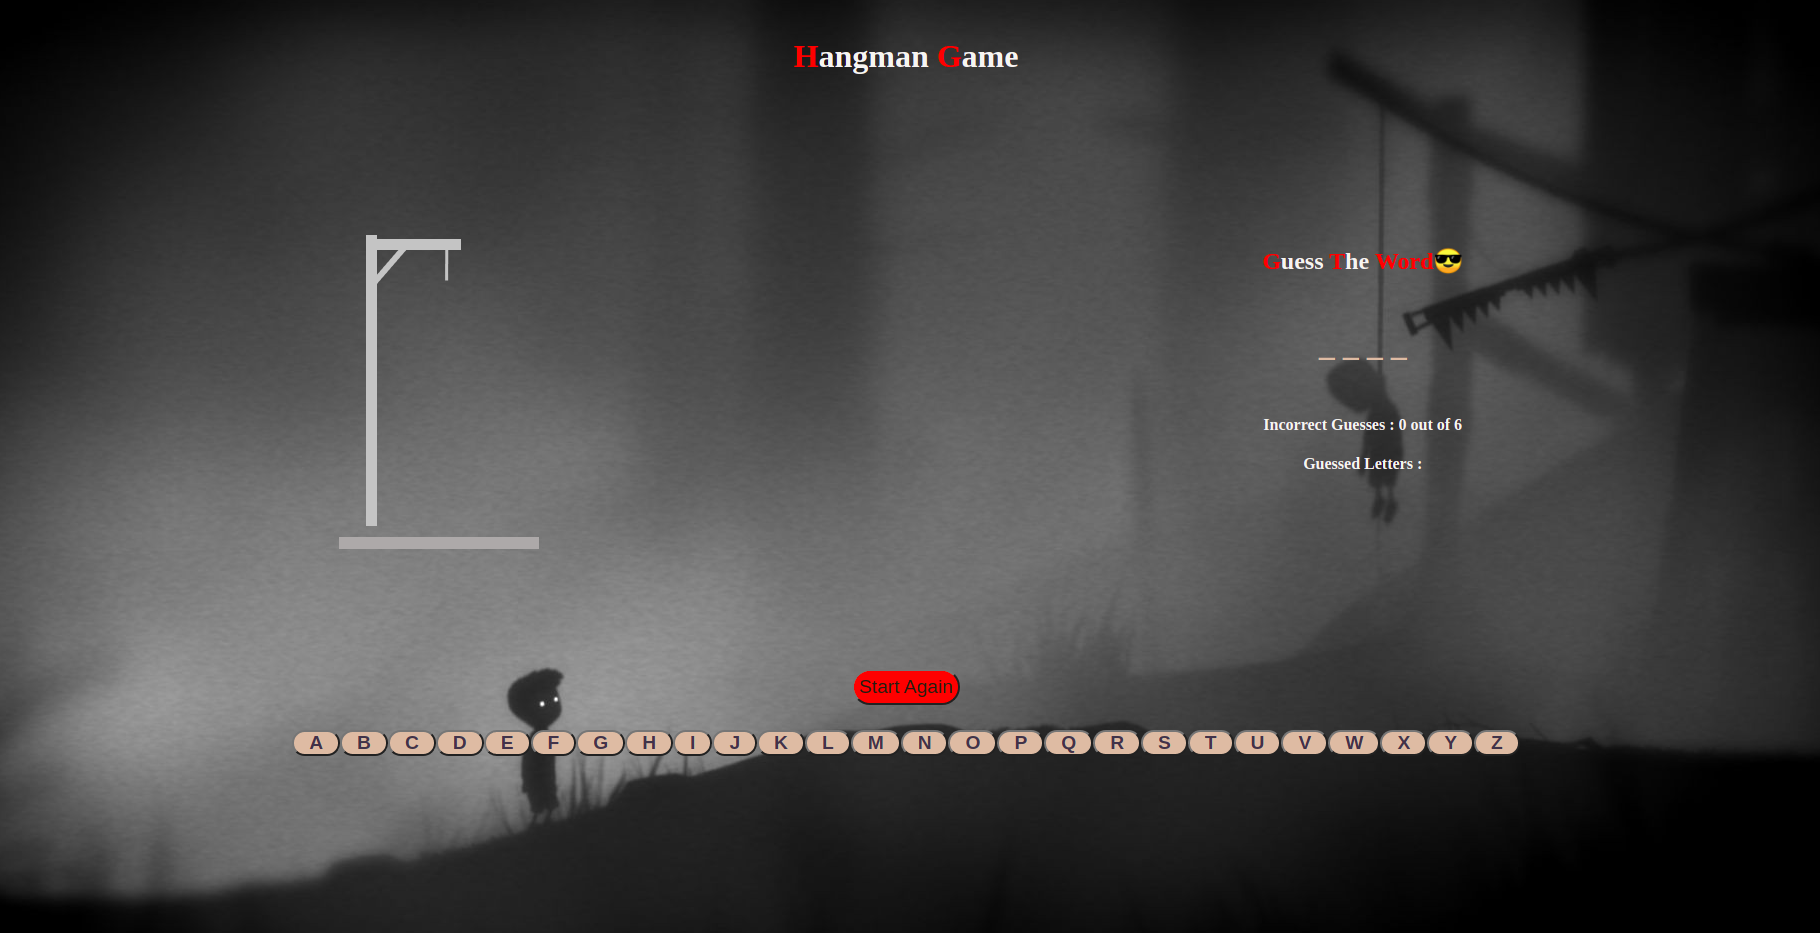 Hangman Game
Guess The Word😎
_ _ _ _
Incorrect Guesses : 0 out of 6
Guessed Letters :
Start Again
A B C D E F G H I J K L M N O P Q R S T U V W X Y Z